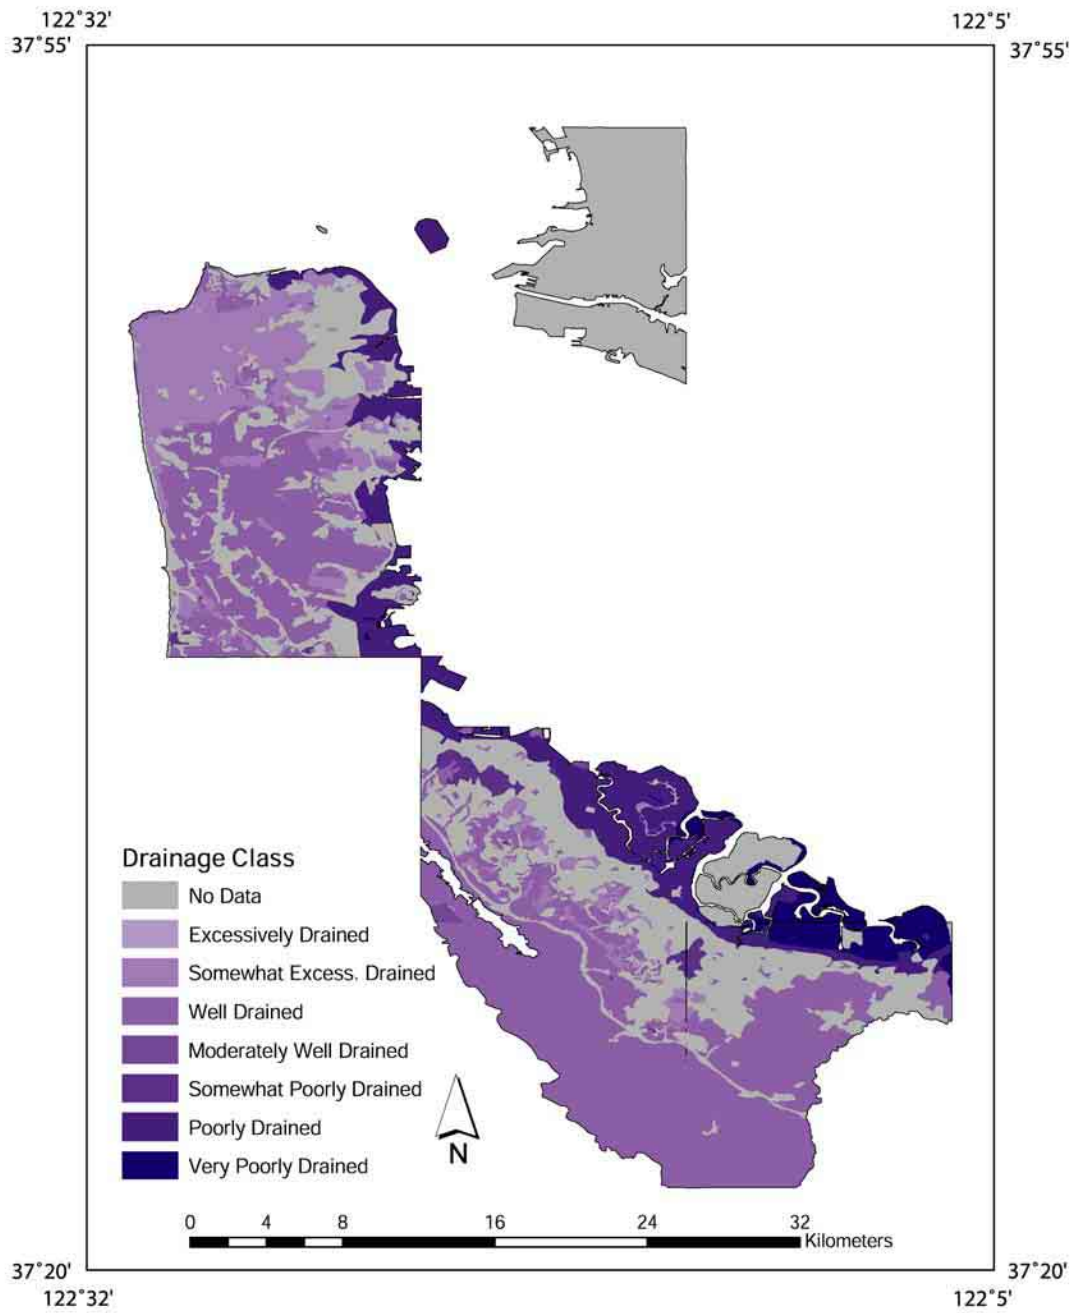 122°32'
122°5'
37°55'
37°55'
Drainage Class
No Data
Excessively Drained
Somewhat Excess. Drained
Well Drained
Moderately Well Drained
Somewhat Poorly Drained
Poorly Drained
Very Poorly Drained
N
0 4 8 16 24 32
Kilometers
37°20'
37°20'
122°32'
122°5'